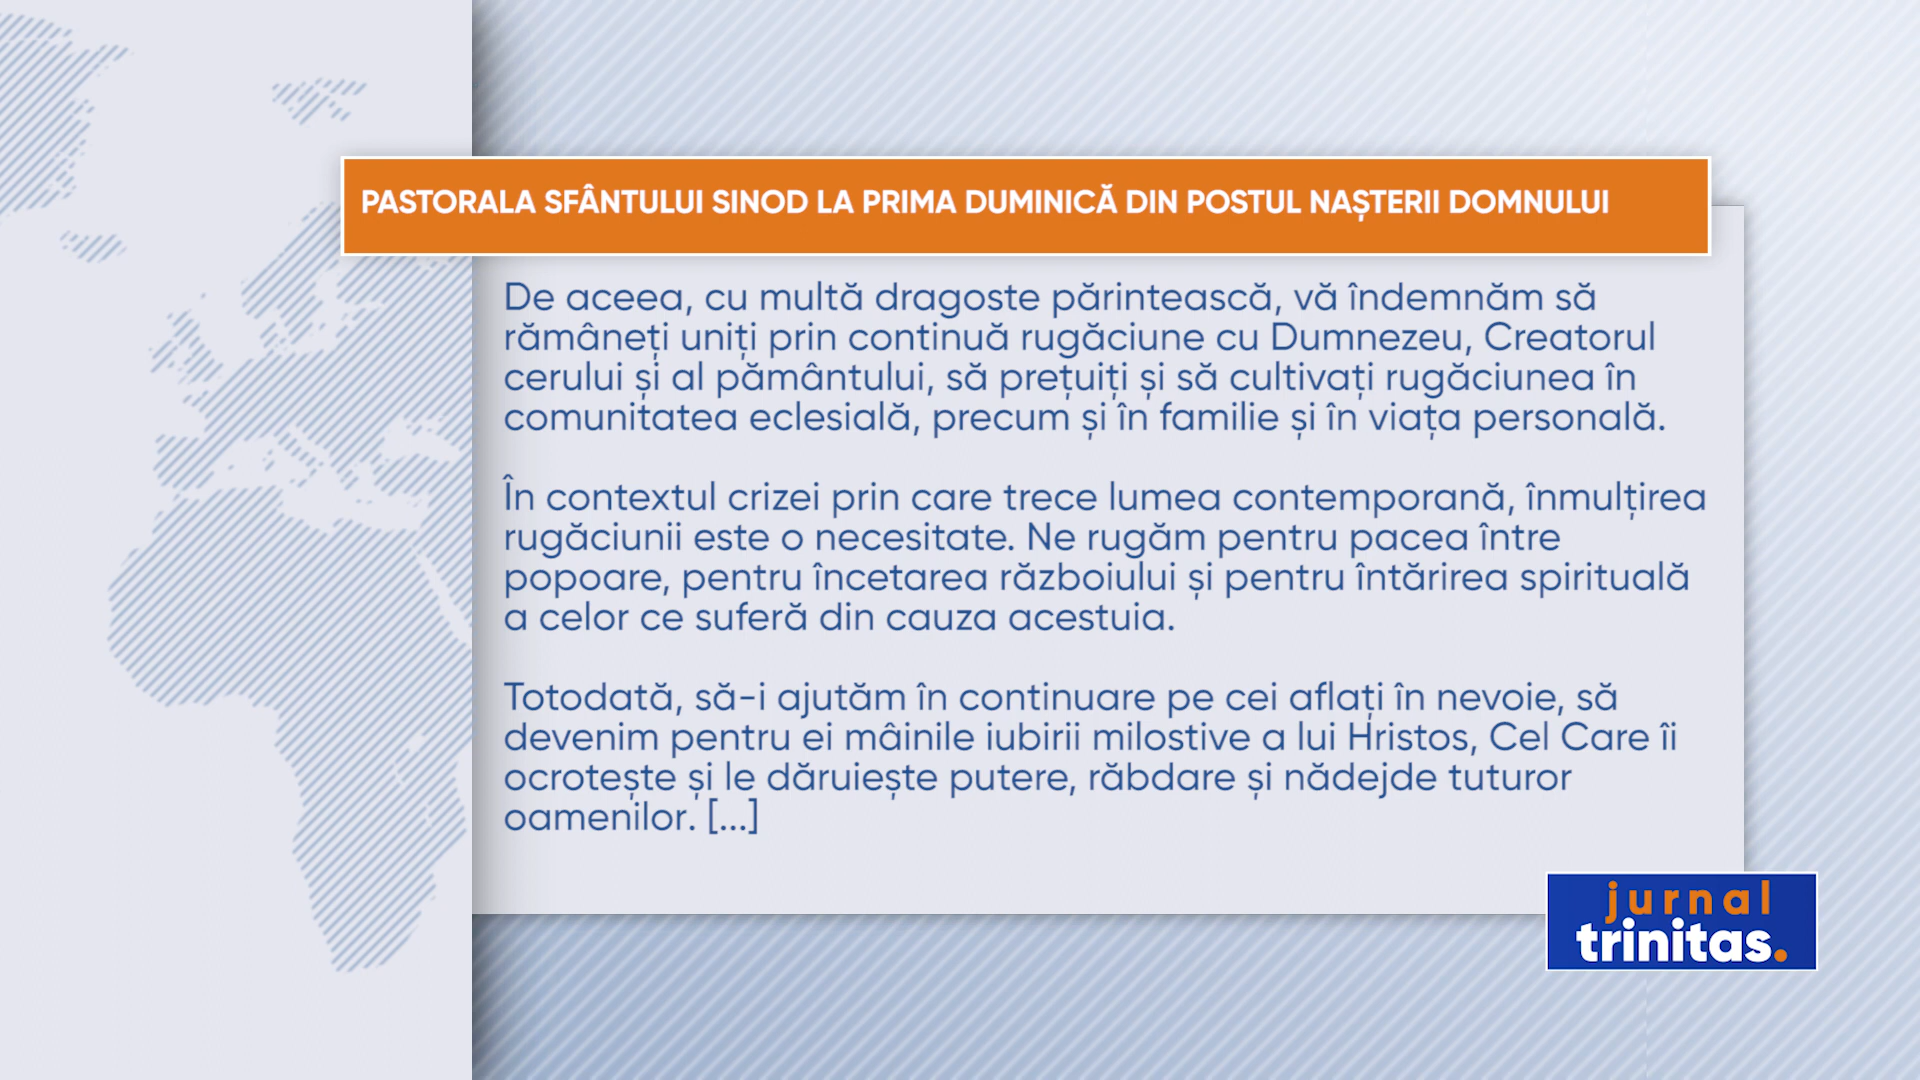 PASTORALA SFÂNTULUI SINOD LA PRIMA DUMINICĂ DIN POSTUL NAȘTERII DOMNULUI
De aceea, cu multă dragoste părintească, vă îndemnăm să
rămâneți uniți prin continuă rugăciune cu Dumnezeu, Creatorul
cerului și al pământului, să prețuiți și să cultivați rugăciunea în
comunitatea eclesială, precum și în familie și în viața personală.
În contextul crizei prin care trece lumea contemporană, înmulțirea
rugăciunii este o necesitate. Ne rugăm pentru pacea între
popoare, pentru încetarea războiului și pentru întărirea spirituală
a celor ce suferă din cauza acestuia.
Totodată, să-i ajutăm în continuare pe cei aflați în nevoie, să
devenim pentru ei mâinile iubirii milostive a lui Hristos, Cel Care îi
ocrotește și le dăruiește putere, răbdare și nădejde tuturor
oamenilor. [...]
jurnal
trinitas.